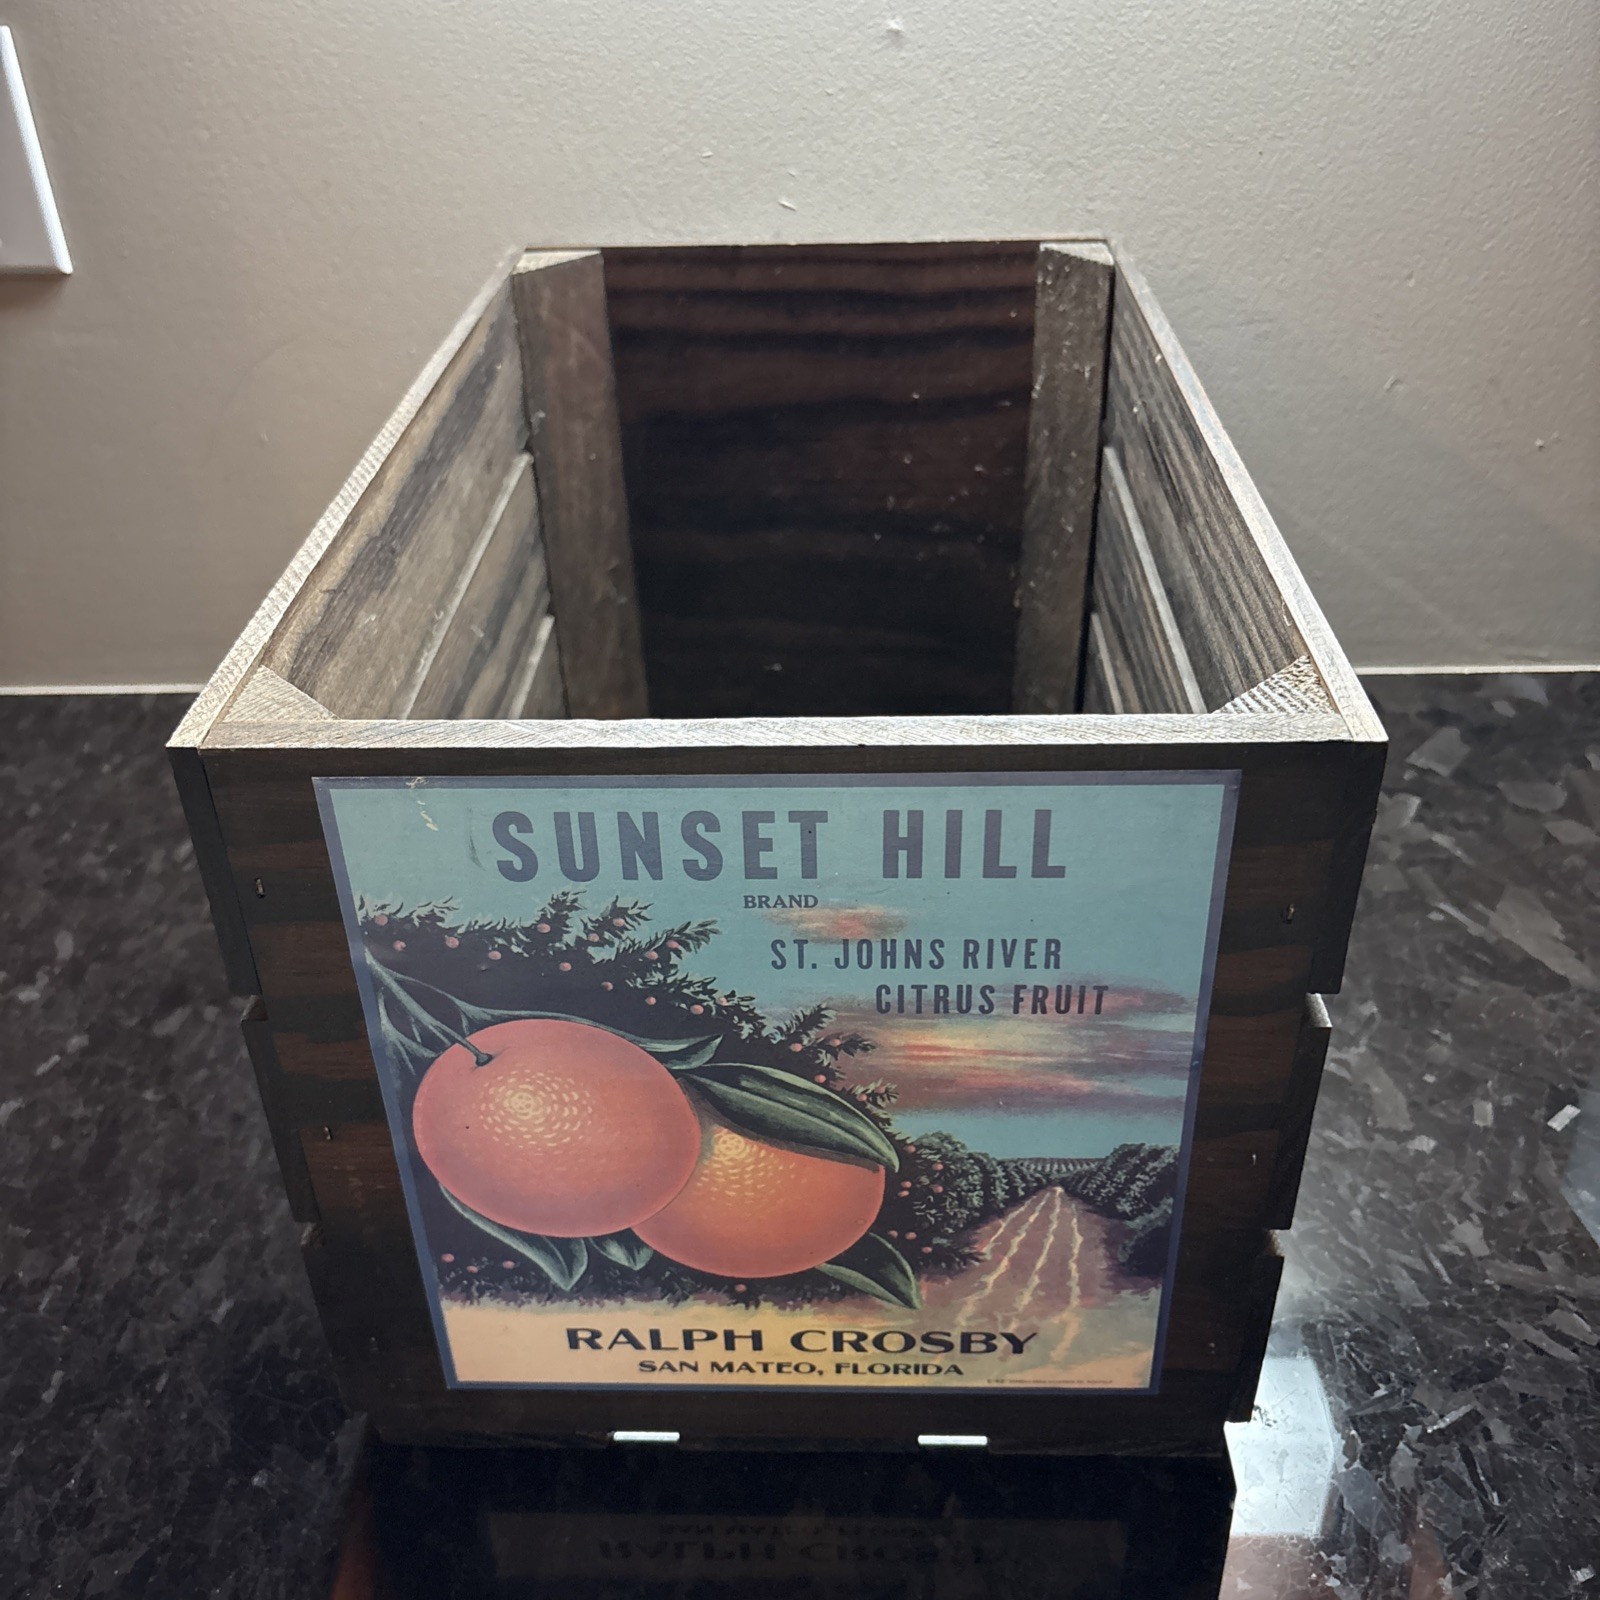 SUNSET HILL
BRAND
ST. JOHNS RIVER
CITRUS FRUIT
RALPH CROSBY
SAN MATEO, FLORIDA